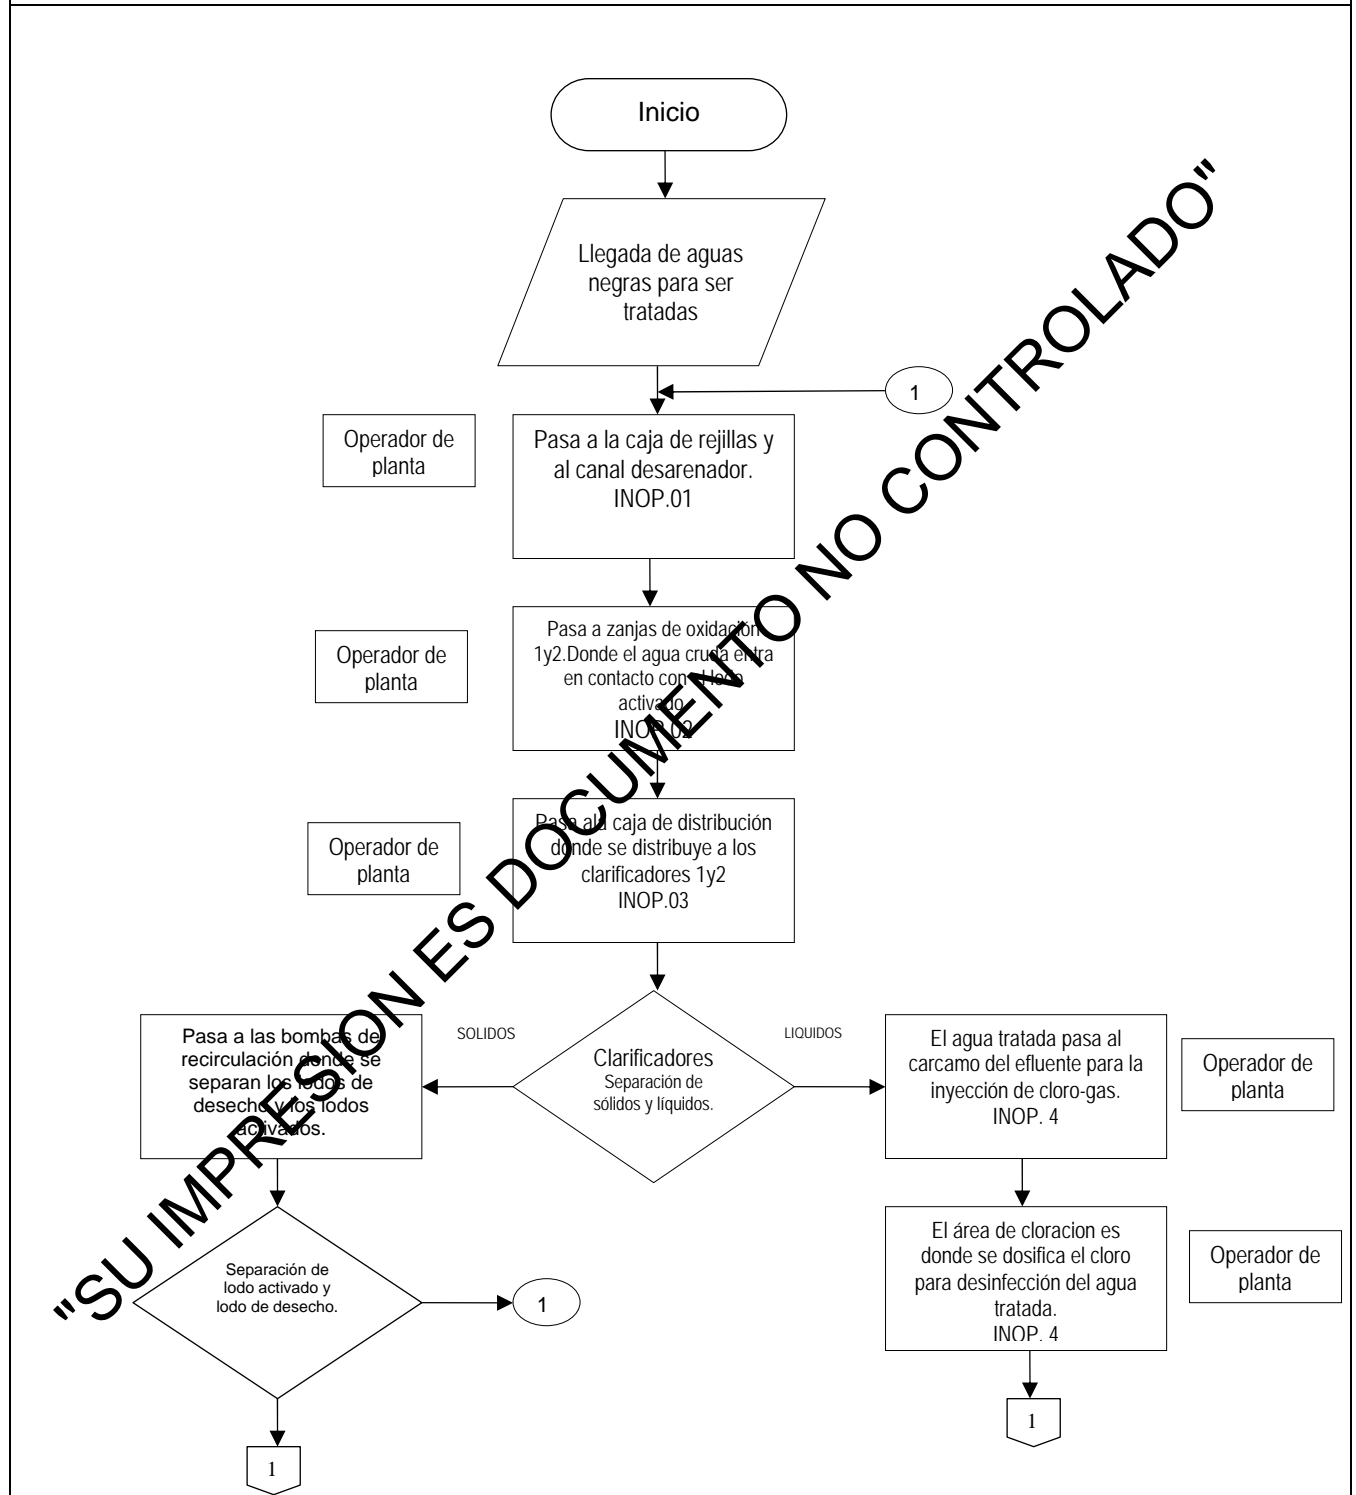 Inicio
Llegada de aguas
negras para ser
tratadas
1
Operador de
planta
Pasa a la caja de rejillas y
al canal desarenador.
INOP.01
Operador de
planta
Pasa a zanjas de oxidación
1y2.Donde el agua cruda entra
en contacto con el lodo
activado.
INOP.02
Operador de
planta
Pasa ala caja de distribución
donde se distribuye a los
clarificadores 1y2
INOP.03
Pasa a las bombas de
recirculación donde se
separan los lodos de
desecho y los lodos
activados.
SOLIDOS
Clarificadores
Separación de
sólidos y líquidos.
LIQUIDOS
El agua tratada pasa al
carcamo del efluente para la
inyección de cloro-gas.
INOP. 4
Operador de
planta
Separación de
lodo activado y
lodo de desecho.
1
El área de cloracion es
donde se dosifica el cloro
para desinfección del agua
tratada.
INOP. 4
Operador de
planta
1
1
"SU IMPRESION ES DOCUMENTO NO CONTROLADO"